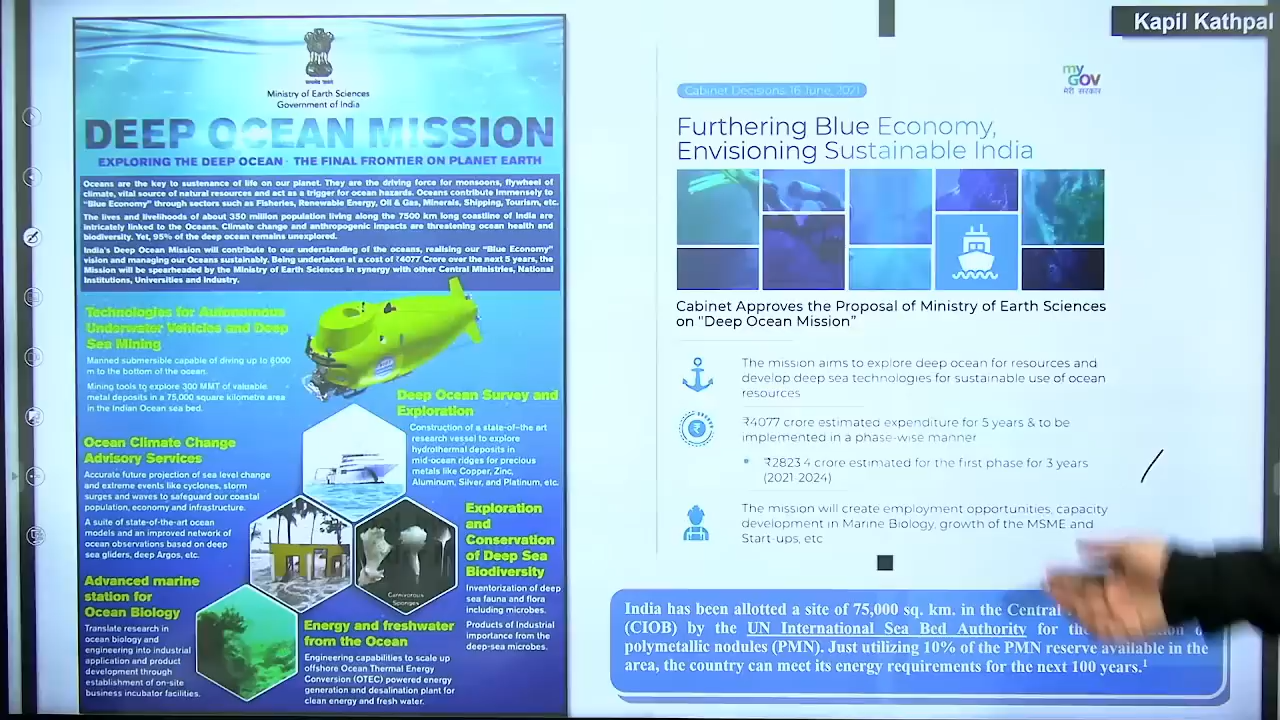 Kapil Kathpal
सत्यमेव जयते
Ministry of Earth Sciences
Government of India
DEEP OCEAN MISSION
EXPLORING THE DEEP OCEAN · THE FINAL FRONTIER ON PLANET EARTH
Oceans are the key to sustenance of life on our planet. They are the driving force for monsoons, flywheel of
climate, vital source of natural resources and act as a trigger for ocean hazards. Oceans contribute immensely to
"Blue Economy" through sectors such as Fisheries, Renewable Energy, Oil & Gas, Minerals, Shipping, Tourism, etc.
The lives and livelihoods of about 350 million population living along the 7500 km long coastline of India are
intricately linked to the Oceans. Climate change and anthropogenic impacts are threatening ocean health and
biodiversity. Yet, 95% of the deep ocean remains unexplored.
India's Deep Ocean Mission will contribute to our understanding of the oceans, realising our "Blue Economy"
vision and managing our Oceans sustainably. Being undertaken at a cost of ₹4077 Crore over the next 5 years, the
Mission will be spearheaded by the Ministry of Earth Sciences in synergy with other Central Ministries, National
Institutions, Universities and Industry.
Technologies for Autonomous
Underwater Vehicles and Deep
Sea Mining
Manned submersible capable of diving up to 6000
m to the bottom of the ocean.
Mining tools to explore 300 MMT of valuable
metal deposits in a 75,000 square kilometre area
in the Indian Ocean sea bed.
Deep Ocean Survey and
Exploration
Construction of a state-of-the art
research vessel to explore
hydrothermal deposits in
mid-ocean ridges for precious
metals like Copper, Zinc,
Aluminum, Silver, and Platinum, etc.
Ocean Climate Change
Advisory Services
Accurate future projection of sea level change
and extreme events like cyclones, storm
surges and waves to safeguard our coastal
population, economy and infrastructure.
A suite of state-of-the-art ocean
models and an improved network of
ocean observations based on deep
sea gliders, deep Argos, etc.
Exploration
and
Conservation
of Deep Sea
Biodiversity
Inventorization of deep
sea fauna and flora
including microbes.
Products of Industrial
importance from the
deep-sea microbes.
Carnivorous
Sponges
Advanced marine
station for
Ocean Biology
Translate research in
ocean biology and
engineering into industrial
application and product
development through
establishment of on-site
business incubator facilities.
Energy and freshwater
from the Ocean
Engineering capabilities to scale up
offshore Ocean Thermal Energy
Conversion (OTEC) powered energy
generation and desalination plant for
clean energy and fresh water.
my
GOV
मेरी सरकार
Cabinet Decisions, 16 June, 2021
Furthering Blue Economy,
Envisioning Sustainable India
Cabinet Approves the Proposal of Ministry of Earth Sciences
on "Deep Ocean Mission"
The mission aims to explore deep ocean for resources and
develop deep sea technologies for sustainable use of ocean
resources
₹4077 crore estimated expenditure for 5 years & to be
implemented in a phase-wise manner
• ₹2823.4 crore estimated for the first phase for 3 years
(2021-2024)
The mission will create employment opportunities, capacity
development in Marine Biology, growth of the MSME and
Start-ups, etc
India has been allotted a site of 75,000 sq. km. in the Central
(CIOB) by the UN International Sea Bed Authority for
polymetallic nodules (PMN). Just utilizing 10% of the PMN reserve available in the
area, the country can meet its energy requirements for the next 100 years.¹